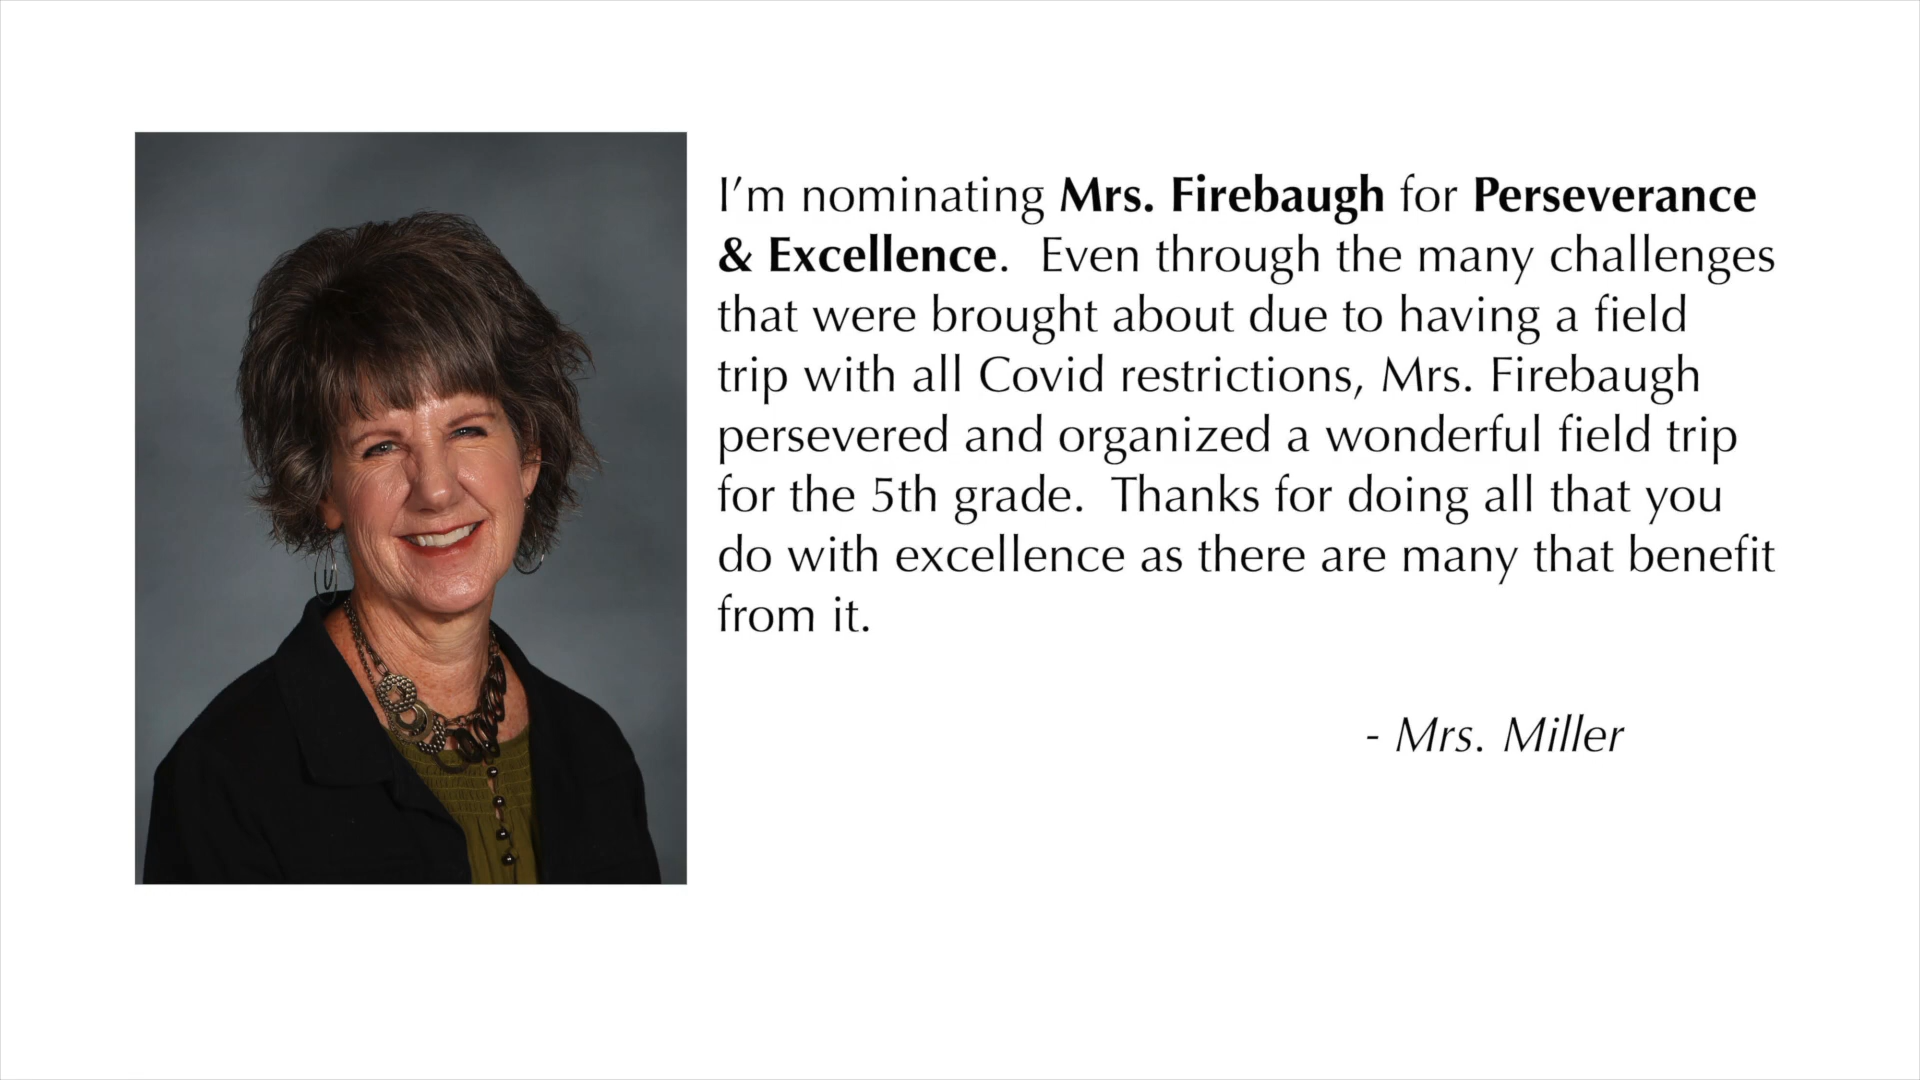 I’m nominating Mrs. Firebaugh for Perseverance
& Excellence.  Even through the many challenges
that were brought about due to having a field
trip with all Covid restrictions, Mrs. Firebaugh
persevered and organized a wonderful field trip
for the 5th grade.  Thanks for doing all that you
do with excellence as there are many that benefit
from it.
- Mrs. Miller